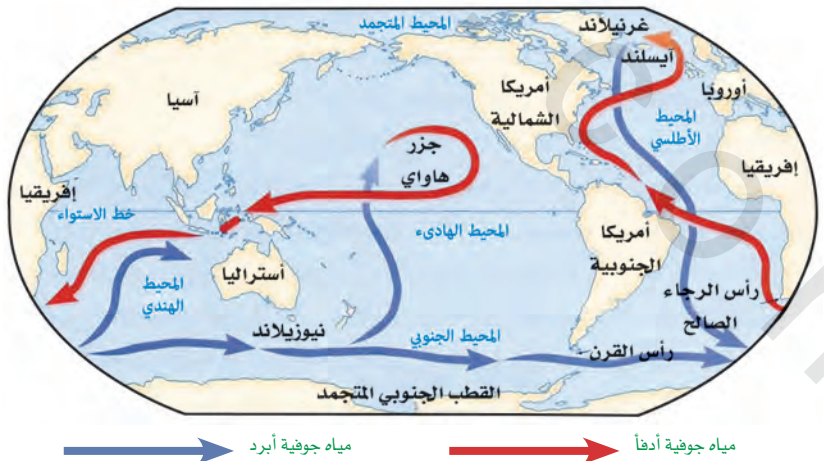 المحيط المتجمد
غرنيلاند
آيسلند
أوروبا
آسيا
أمريكا
الشمالية
المحيط
الأطلسي
جزر
هاواي
إفريقيا
إفريقيا
خط الاستواء
المحيط الهادىء
أمريكا
الجنوبية
أستراليا
المحيط
الهندي
رأس الرجاء
الصالح
نيوزيلاند
المحيط الجنوبي
رأس القرن
القطب الجنوبي المتجمد
مياه جوفية أدفأ
مياه جوفية أبرد